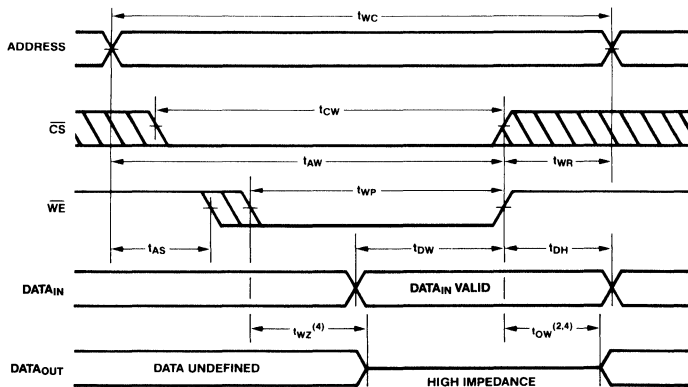 tWC
ADDRESS
tCW
CS
tAW
tWR
tWP
WE
tAS
tDW
tDH
DATAIN
DATAIN VALID
tWZ(4)
tOW(2,4)
DATAOUT
DATA UNDEFINED
HIGH IMPEDANCE